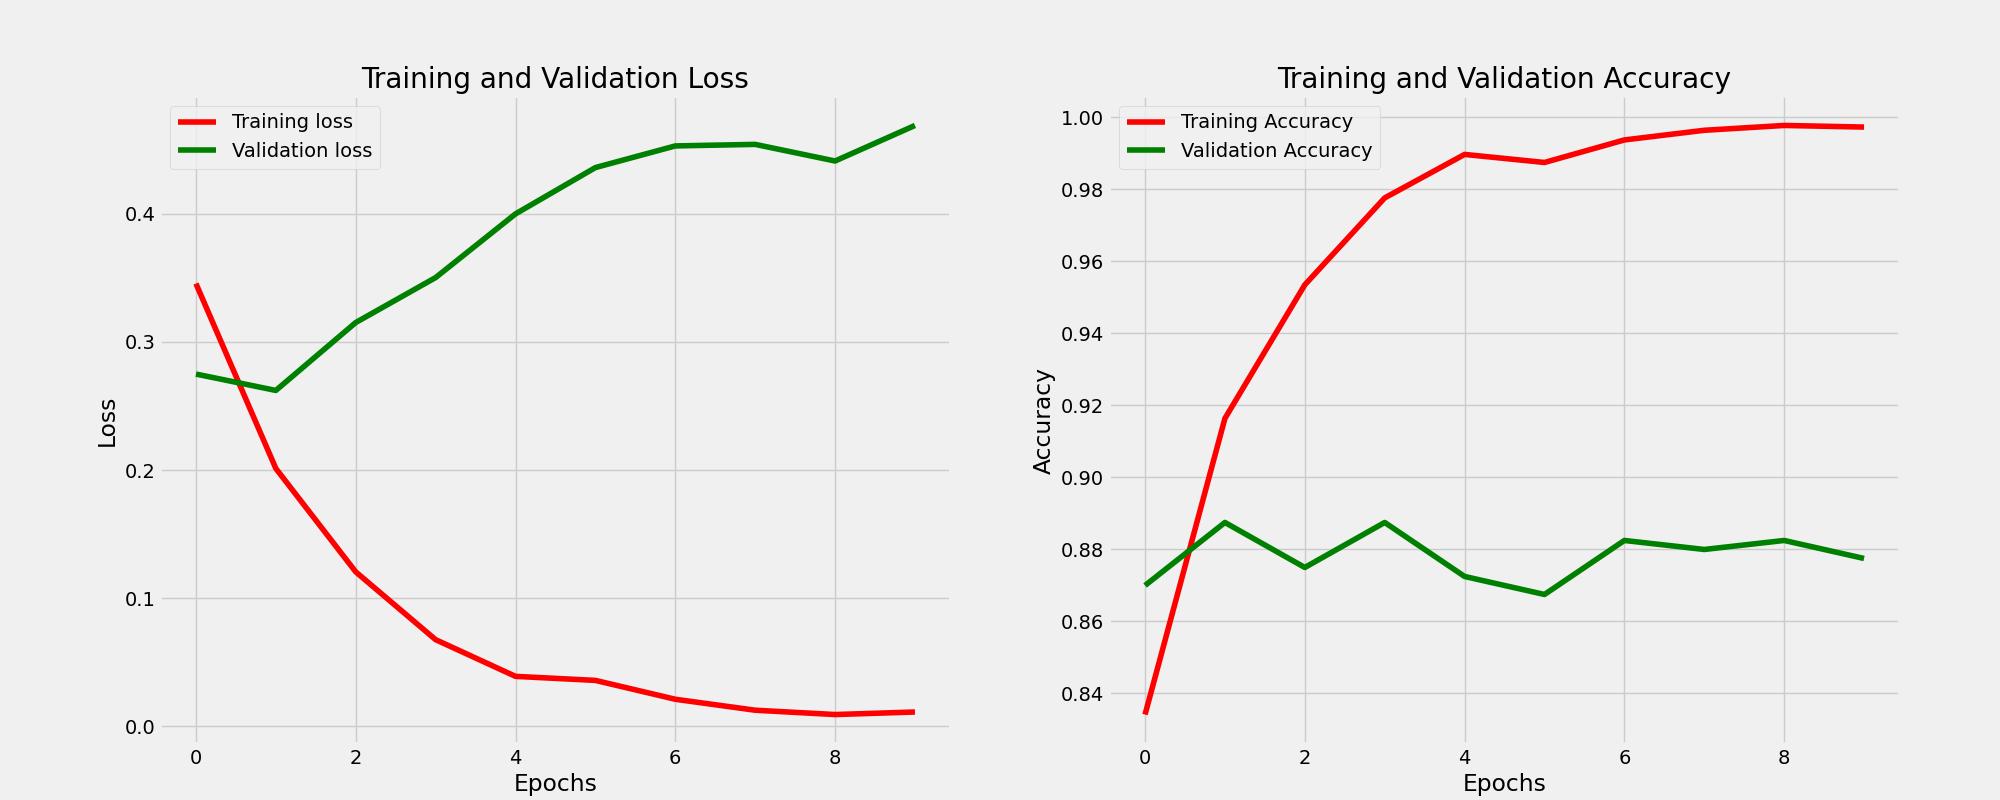 Training and Validation Loss
Training loss
Validation loss
0.4
0.3
0.2
0.1
0.0
Loss
0 2 4 6 8
Epochs
Training and Validation Accuracy
Training Accuracy
Validation Accuracy
1.00
0.98
0.96
0.94
0.92
0.90
0.88
0.86
0.84
Accuracy
0 2 4 6 8
Epochs